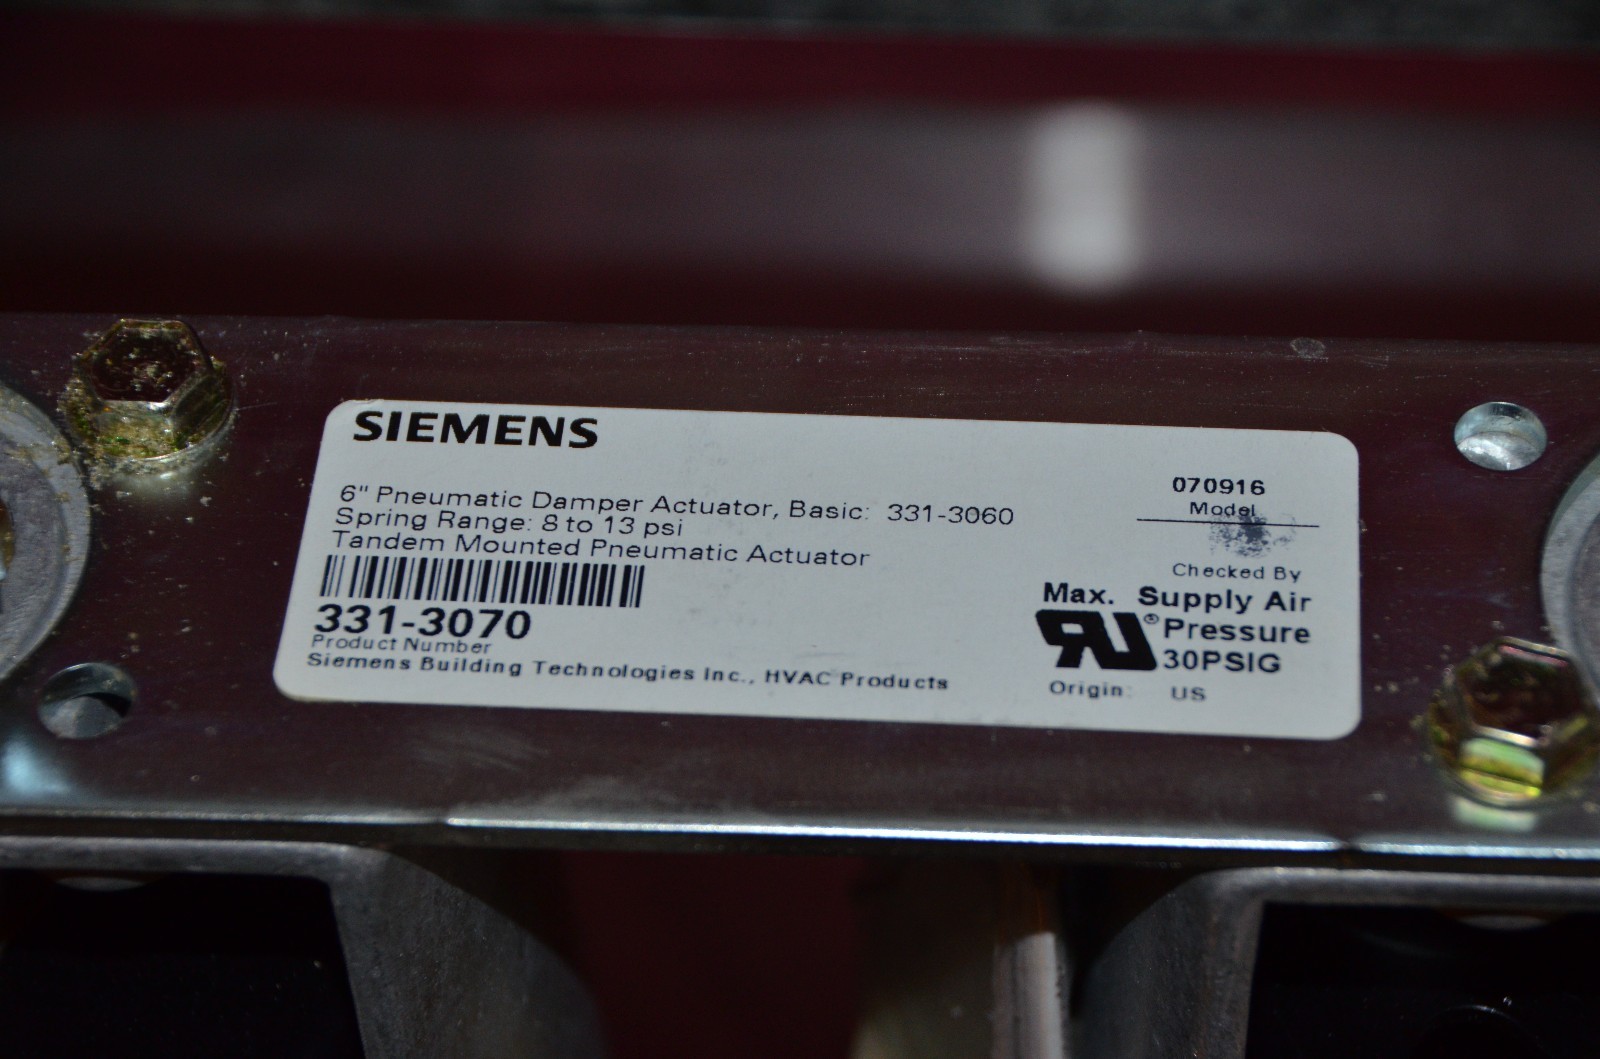 SIEMENS
6" Pneumatic Damper Actuator, Basic: 331-3060
Spring Range: 8 to 13 psi
Tandem Mounted Pneumatic Actuator
331-3070
Product Number
Siemens Building Technologies Inc., HVAC Products
070916
Model
Checked By
Max. Supply Air
RU® Pressure
30PSIG
Origin: US